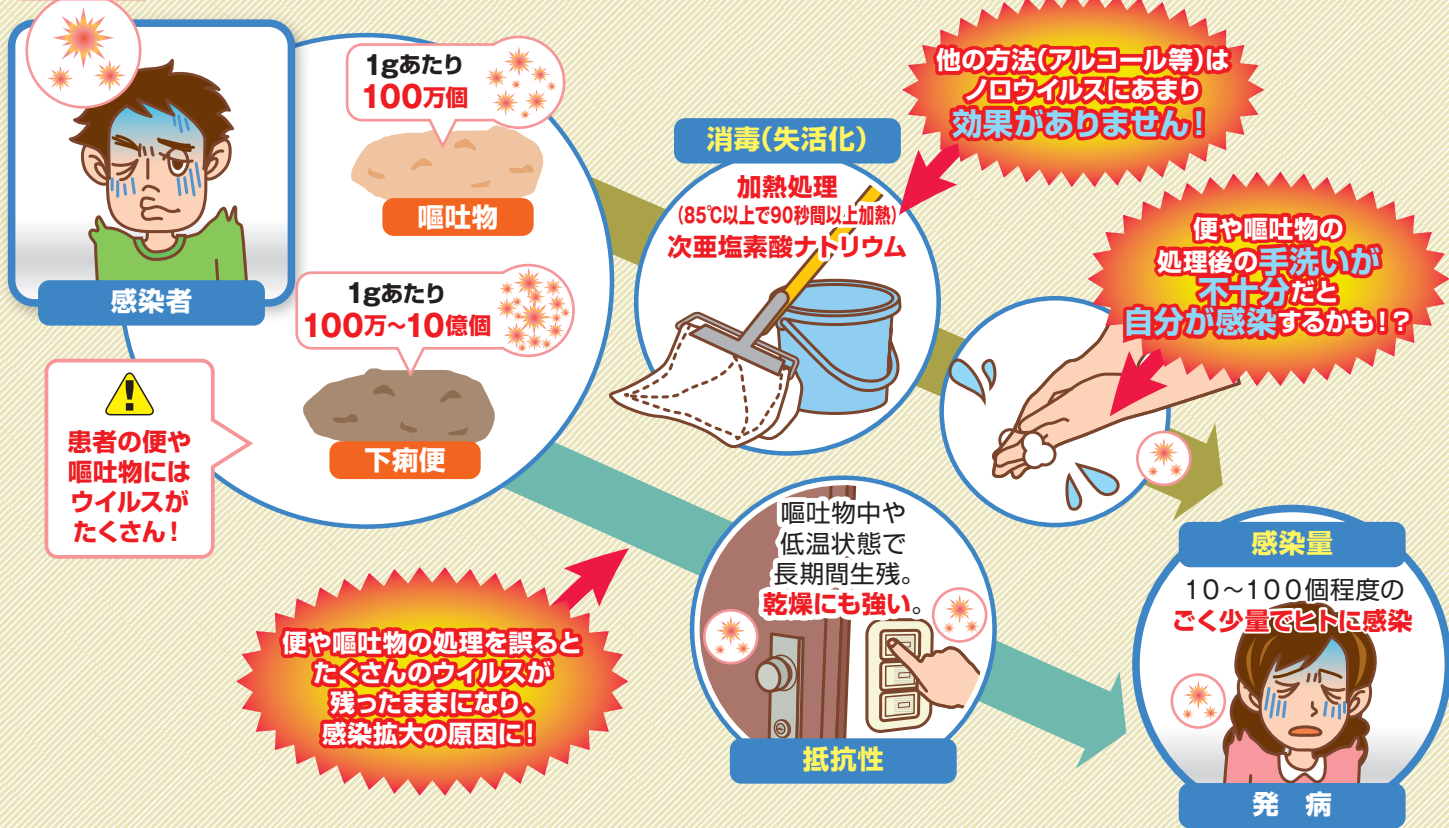 感染者
1gあたり
100万個
嘔吐物
1gあたり
100万～10億個
下痢便
患者の便や
嘔吐物には
ウイルスが
たくさん！
消毒（失活化）
加熱処理
（85℃以上で90秒間以上加熱）
次亜塩素酸ナトリウム
他の方法（アルコール等）は
ノロウイルスにあまり
効果がありません！
便や嘔吐物の
処理後の手洗いが
不十分だと
自分が感染するかも！？
便や嘔吐物の処理を誤ると
たくさんのウイルスが
残ったままになり、
感染拡大の原因に！
嘔吐物中や
低温状態で
長期間生残。
乾燥にも強い。
抵抗性
感染量
10～100個程度の
ごく少量でヒトに感染
発　病